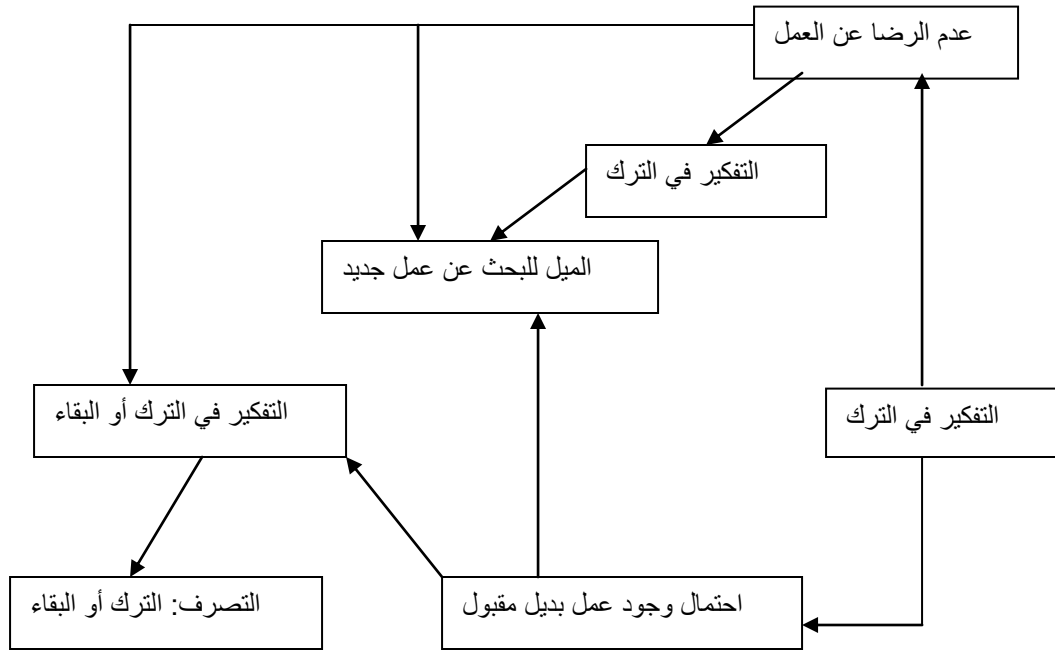 عدم الرضا عن العمل
التفكير في الترك
الميل للبحث عن عمل جديد
التفكير في الترك أو البقاء
التفكير في الترك
التصرف: الترك أو البقاء
احتمال وجود عمل بديل مقبول